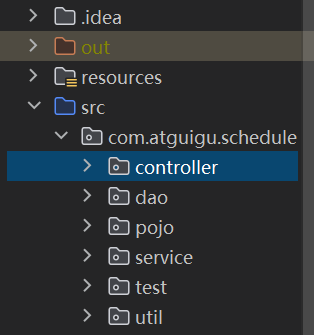 .idea
out
resources
src
com.atguigu.schedule
controller
dao
pojo
service
test
util